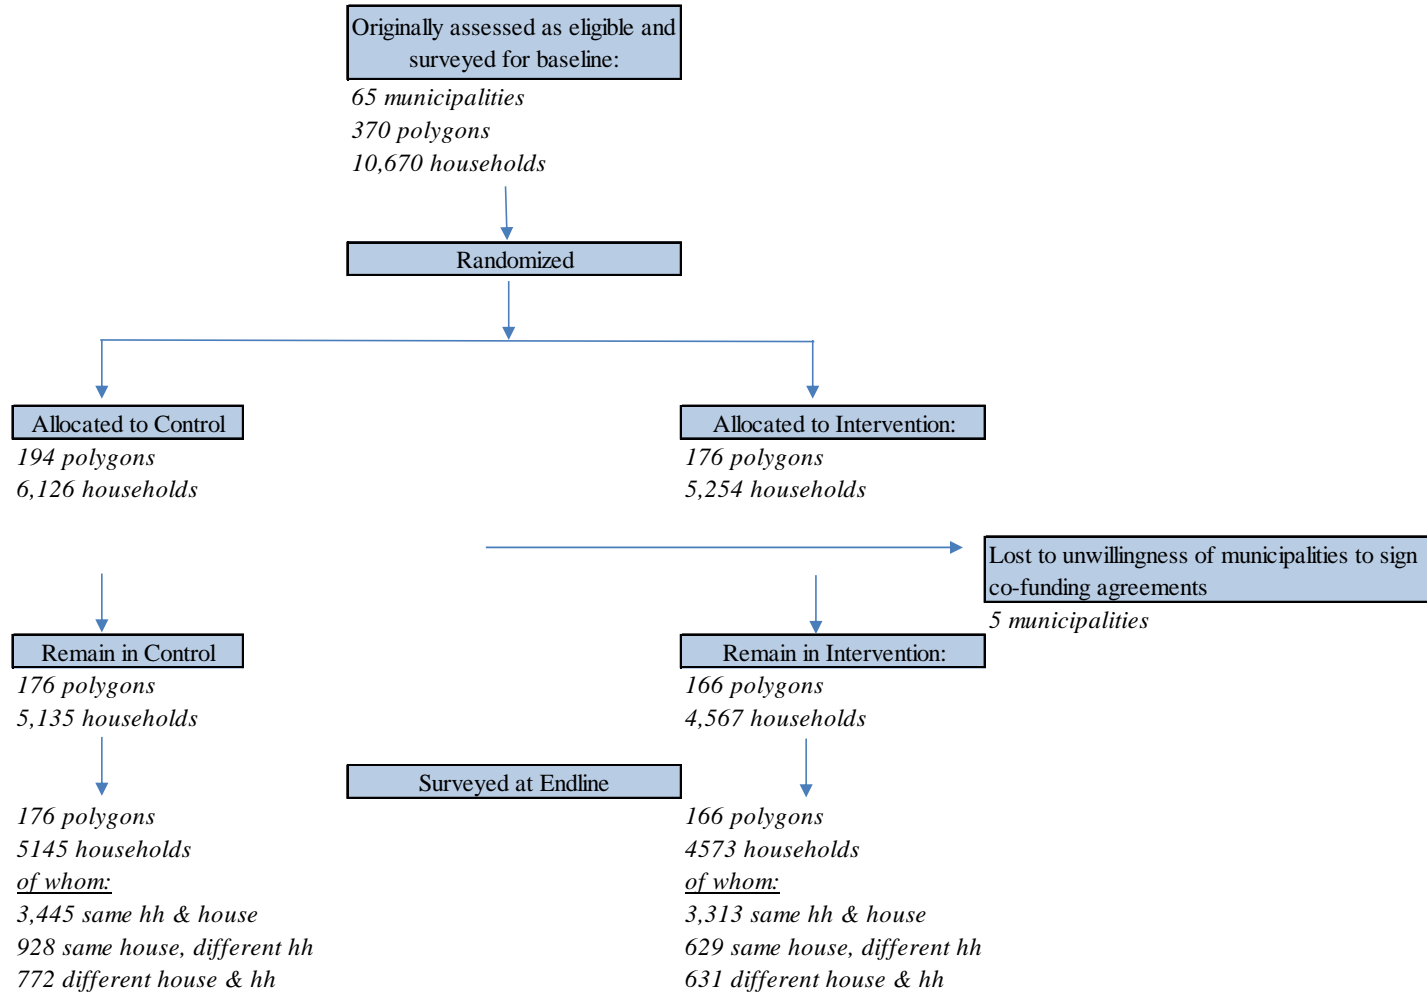 Originally assessed as eligible and
surveyed for baseline:
65 municipalities
370 polygons
10,670 households
Randomized
Allocated to Control
194 polygons
6,126 households
Allocated to Intervention:
176 polygons
5,254 households
Lost to unwillingness of municipalities to sign
co-funding agreements
5 municipalities
Remain in Control
176 polygons
5,135 households
Remain in Intervention:
166 polygons
4,567 households
Surveyed at Endline
176 polygons
5145 households
of whom:
3,445 same hh & house
928 same house, different hh
772 different house & hh
166 polygons
4573 households
of whom:
3,313 same hh & house
629 same house, different hh
631 different house & hh